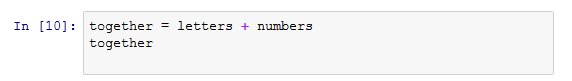 In [10]: together = letters + numbers
together